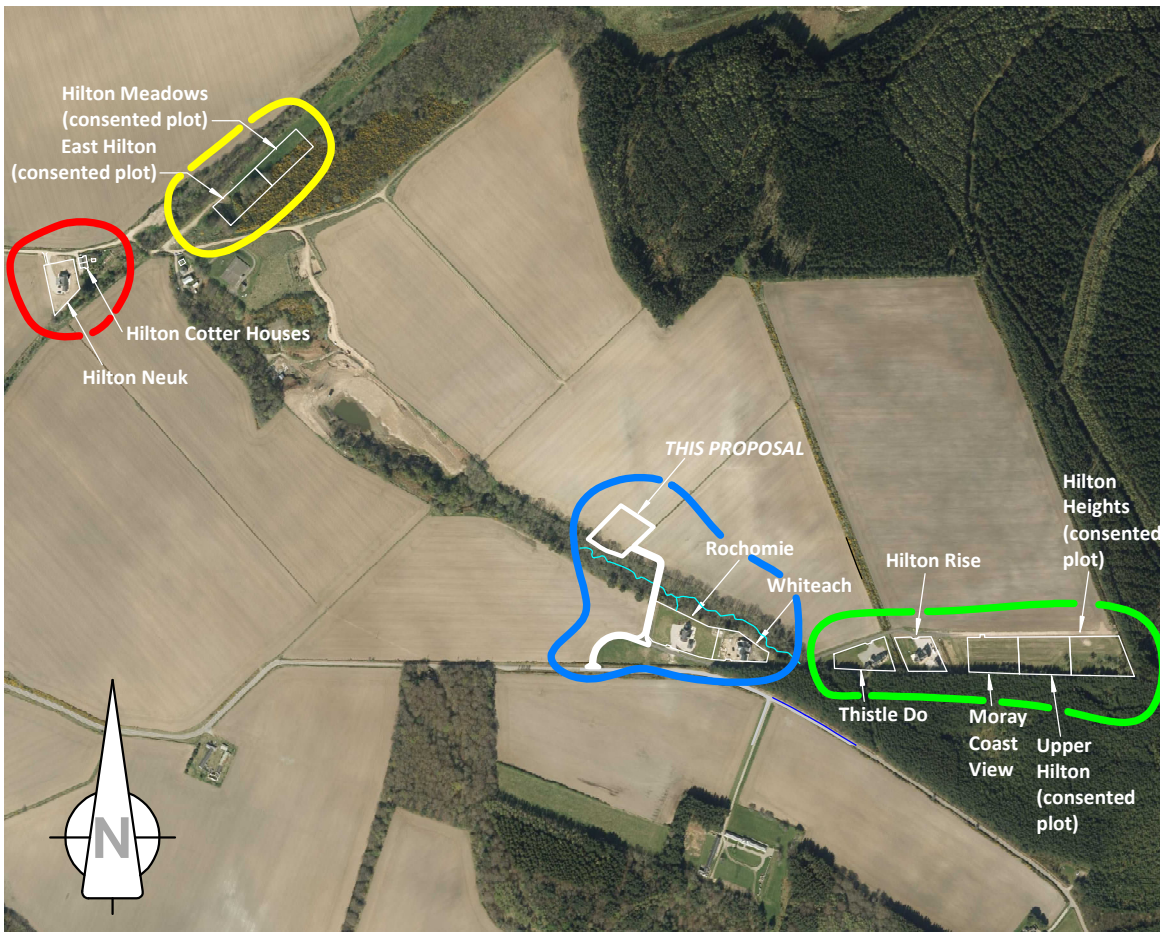 Hilton Meadows
(consented plot)
East Hilton
(consented plot)
Hilton Cotter Houses
Hilton Neuk
THIS PROPOSAL
Rochomie
Whiteach
Hilton Rise
Hilton
Heights
(consented
plot)
Thistle Do
Moray
Coast
View
Upper
Hilton
(consented
plot)
N